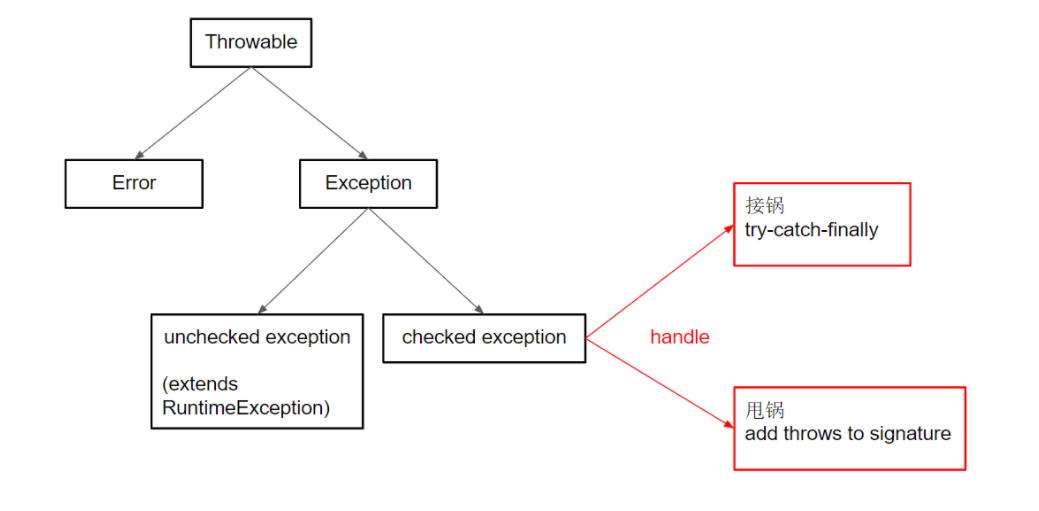 Throwable
Error
Exception
unchecked exception
(extends
RuntimeException)
checked exception
handle
接锅
try-catch-finally
甩锅
add throws to signature